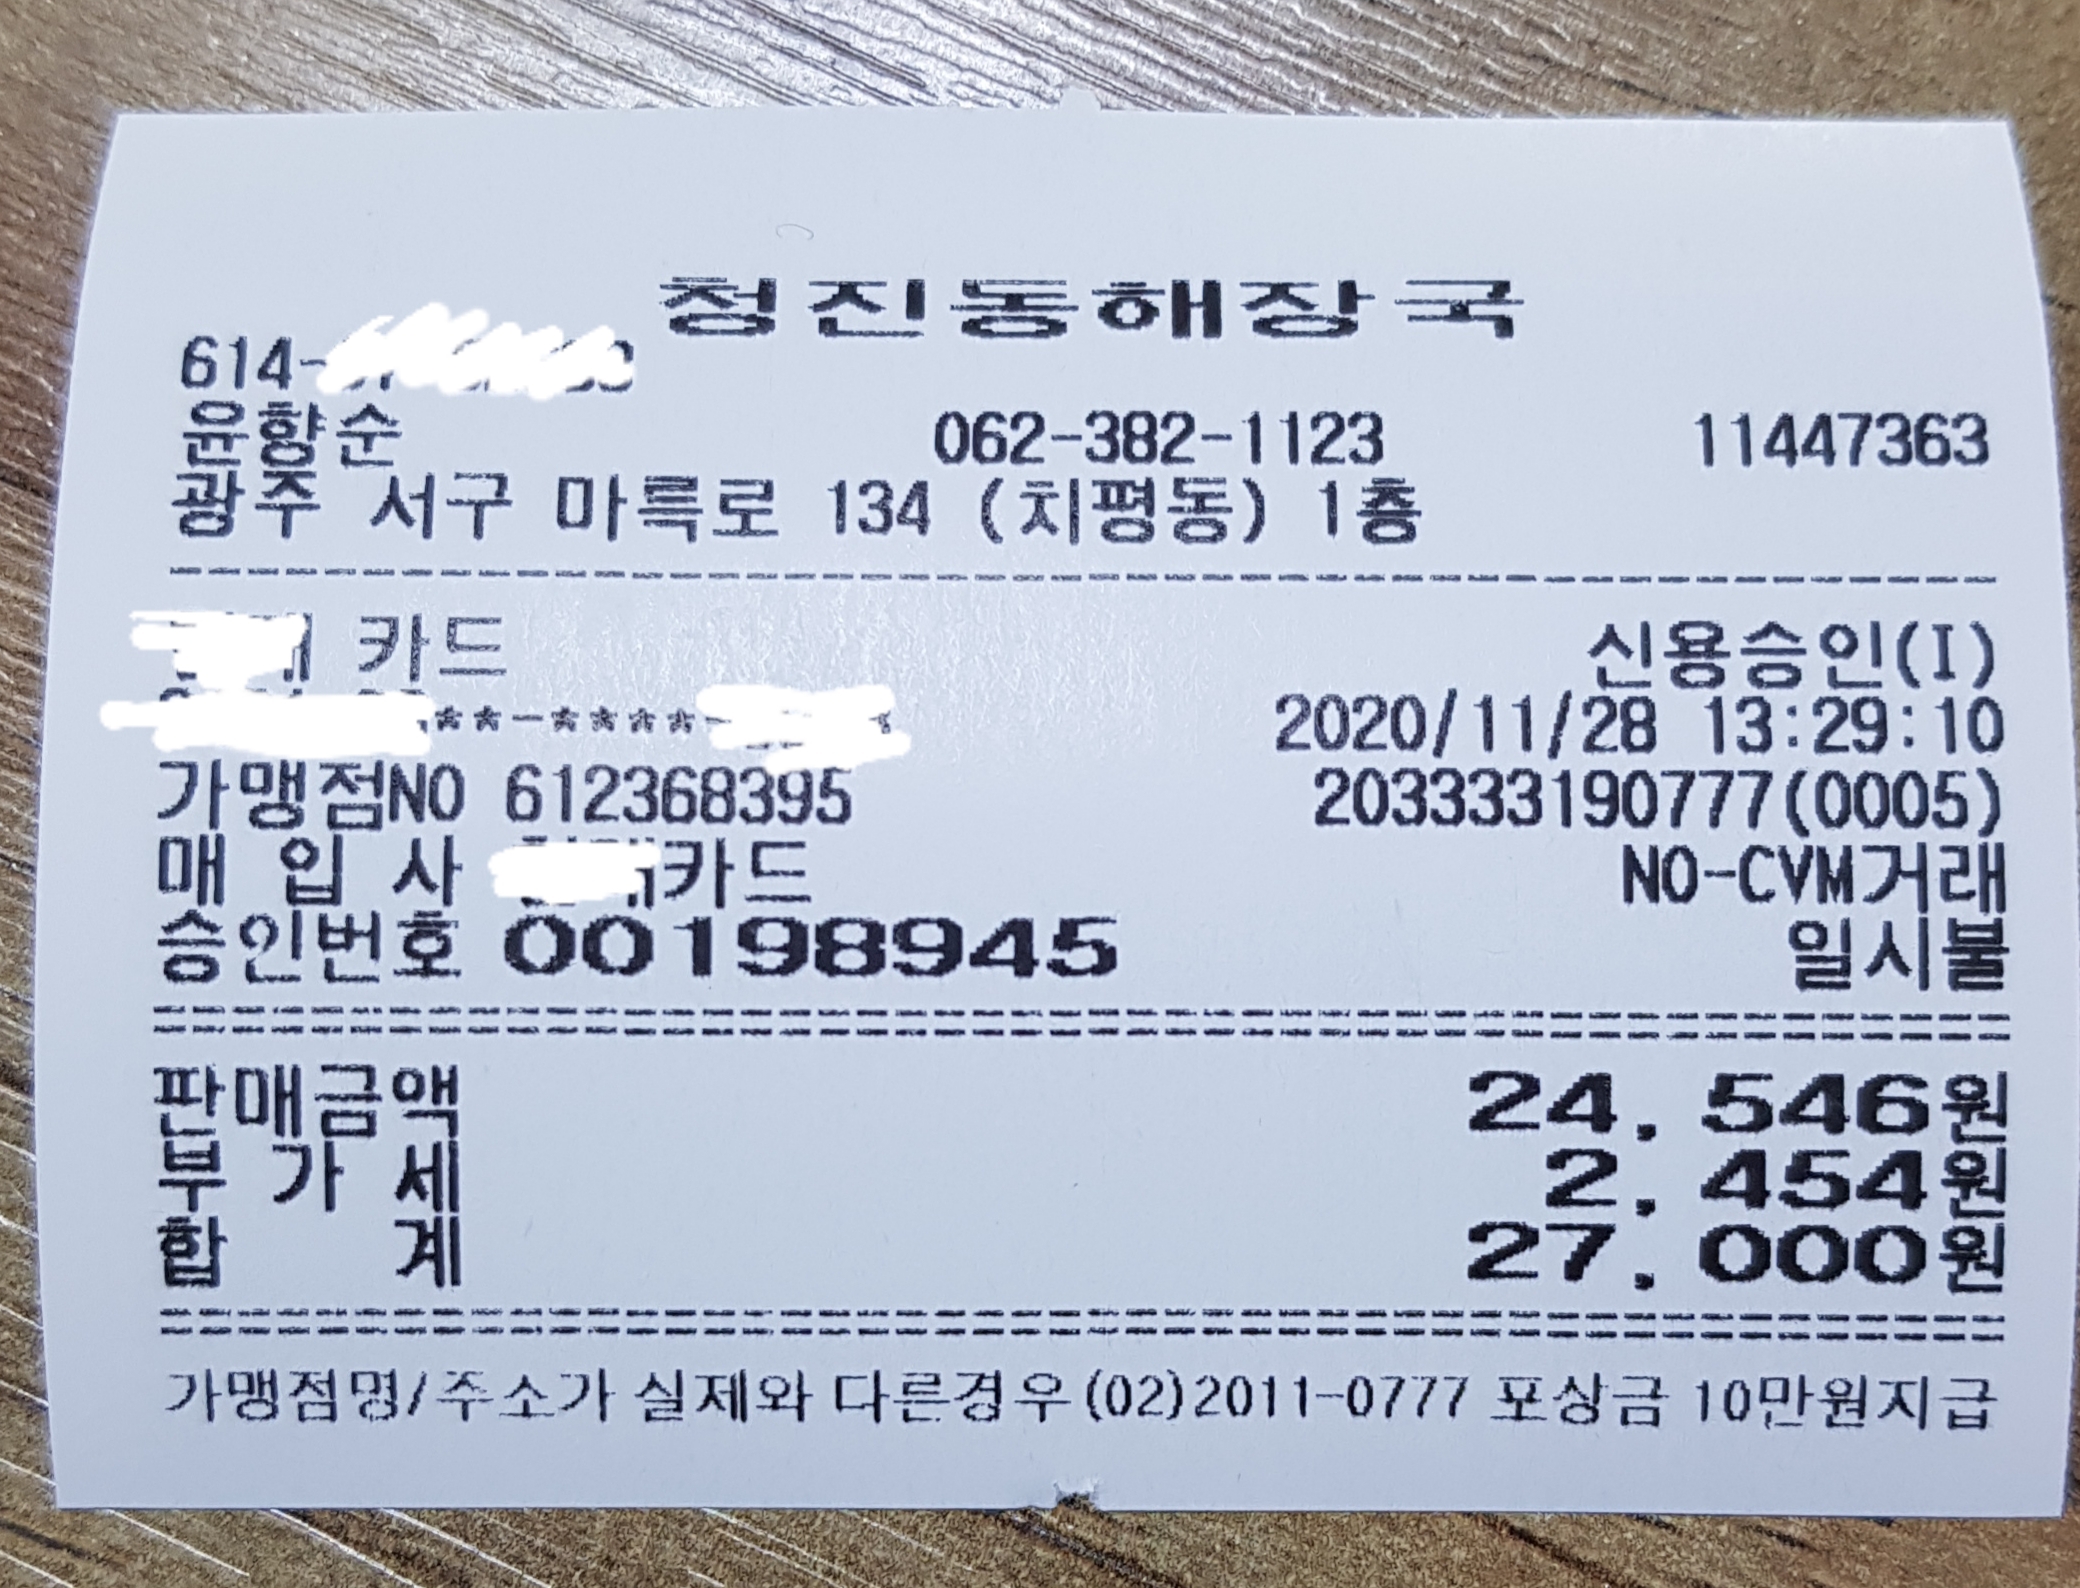 청진동해장국
614-
윤향순 062-382-1123 11447363
광주 서구 마륵로 134 (치평동) 1층
카드 신용승인(I)
**-****- 2020/11/28 13:29:10
가맹점NO 612368395 203333190777(0005)
매 입 사 카드 NO-CVM거래
승인번호 00198945 일시불
판매금액 24,546원
부 가 세 2,454원
합 계 27,000원
가맹점명/주소가 실제와 다른경우(02)2011-0777 포상금 10만원지급